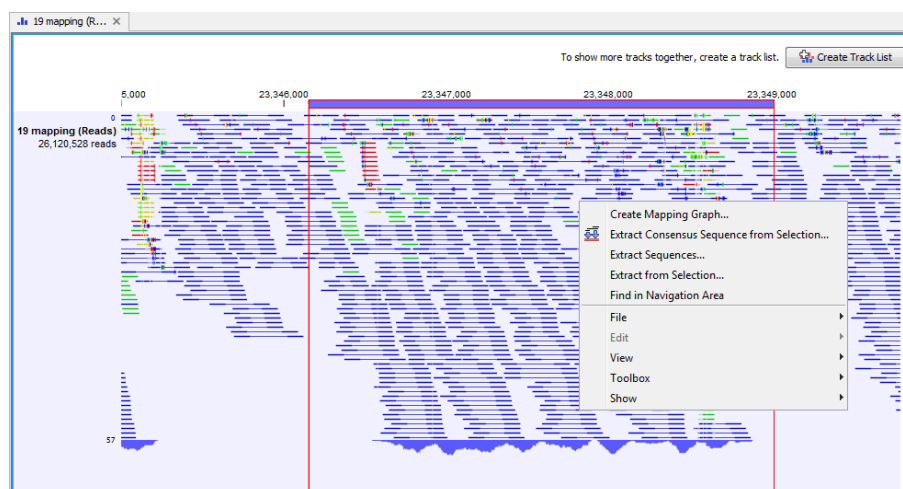 19 mapping (R...
To show more tracks together, create a track list.
Create Track List
5,000
23,346,000
23,347,000
23,348,000
23,349,000
0
19 mapping (Reads)
26,120,528 reads
Create Mapping Graph...
Extract Consensus Sequence from Selection...
Extract Sequences...
Extract from Selection...
Find in Navigation Area
File
Edit
View
Toolbox
Show
57